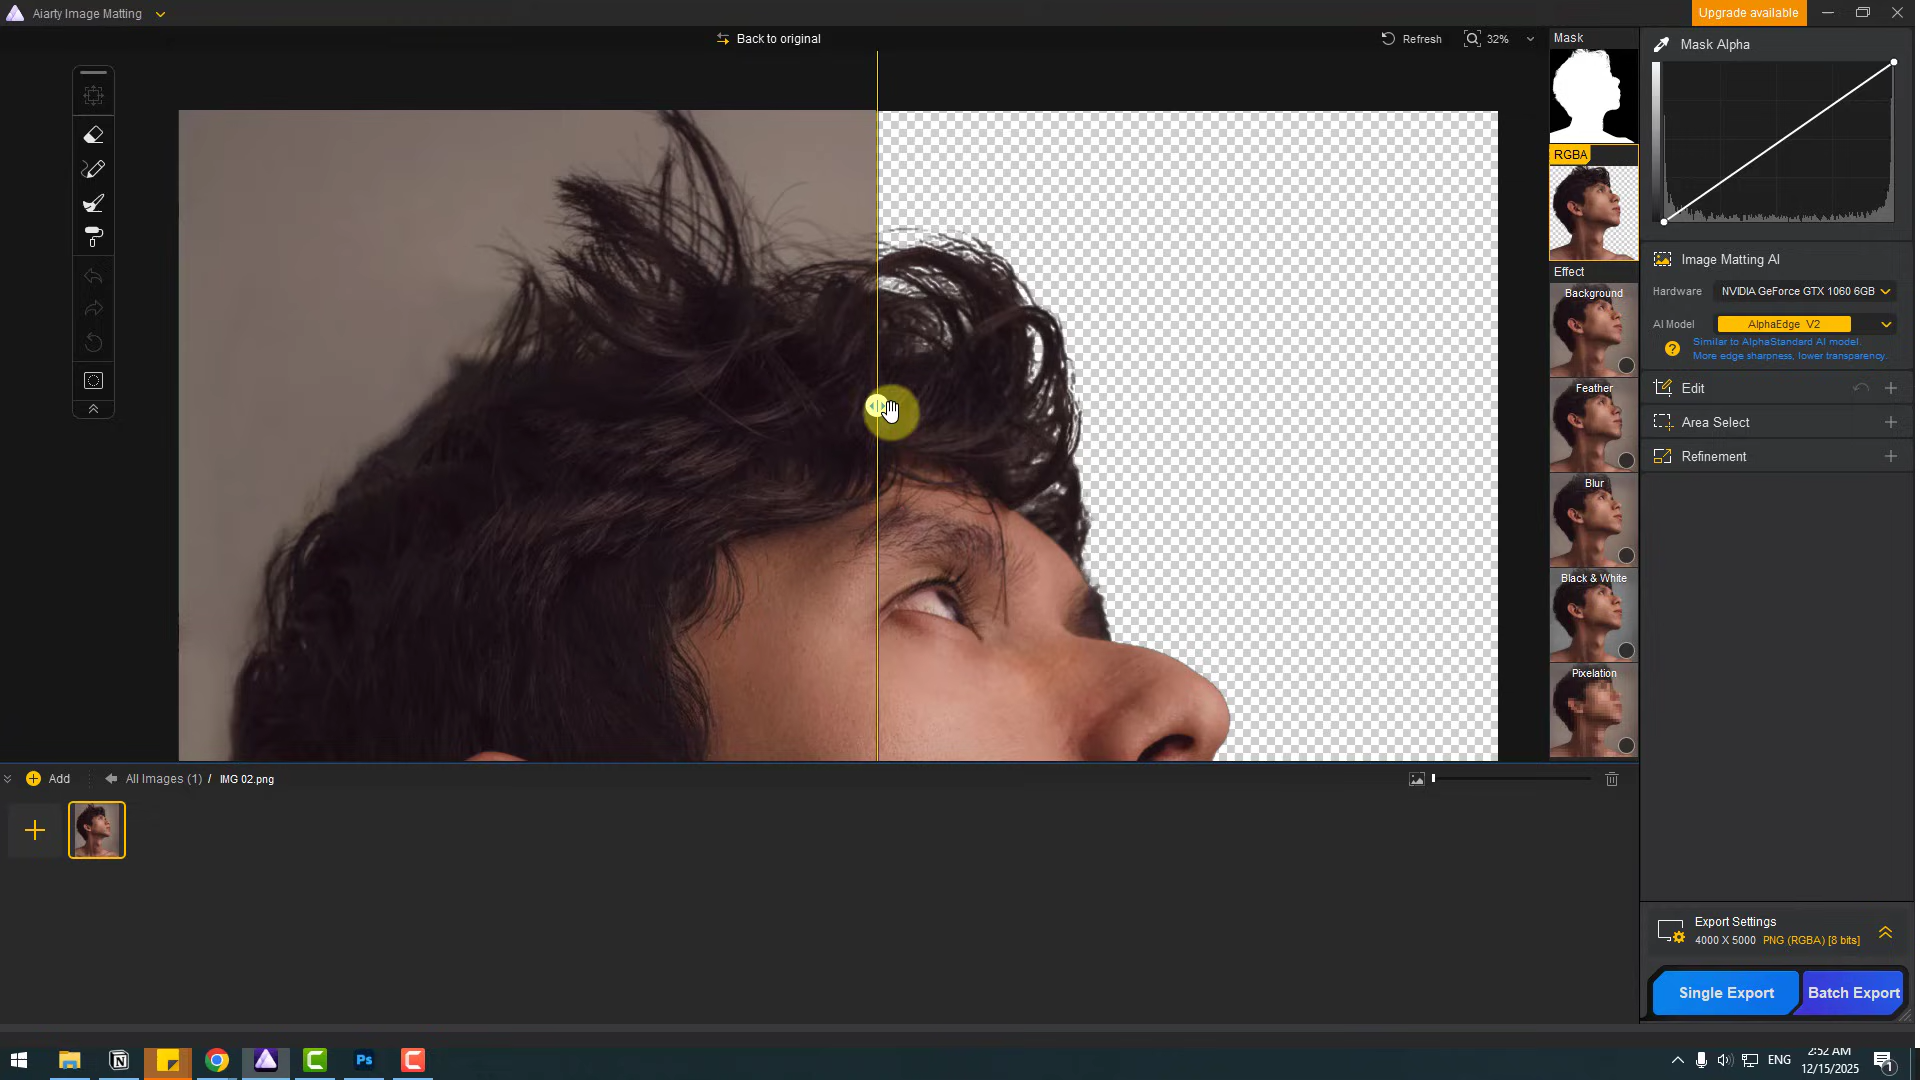 Aiarty Image Matting
Upgrade available
Back to original
Refresh
32%
Mask
RGBA
Effect
Background
Feather
Blur
Black & White
Pixelation
Mask Alpha
Image Matting AI
Hardware NVIDIA GeForce GTX 1060 6GB
AI Model AlphaEdge V2
? Similar to AlphaStandard AI model.
More edge sharpness, lower transparency.
Edit
Area Select
Refinement
Add All Images (1) / IMG 02.png
Export Settings
4000 X 5000 PNG (RGBA) [8 bits]
Single Export Batch Export
N
Ps
ENG
2:52 AM
12/15/2025
1